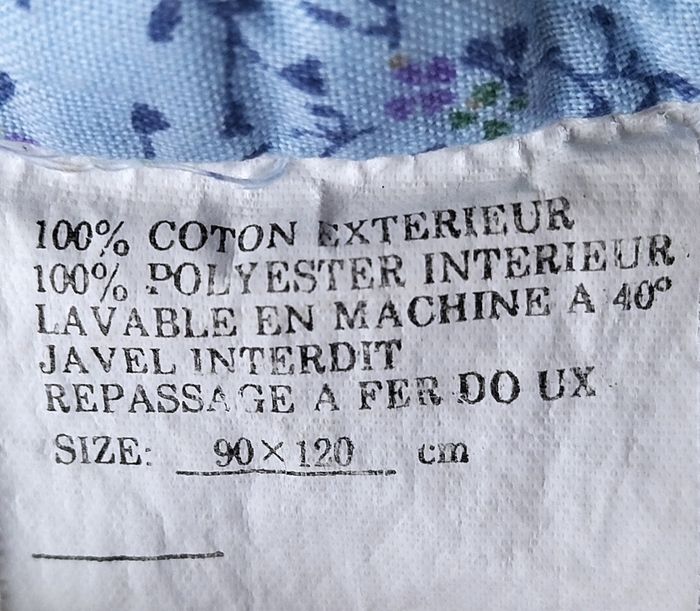 100% COTON EXTERIEUR
100% POLYESTER INTERIEUR
LAVABLE EN MACHINE A 40°
JAVEL INTERDIT
REPASSAGE A FER DO UX
SIZE: 90×120 cm